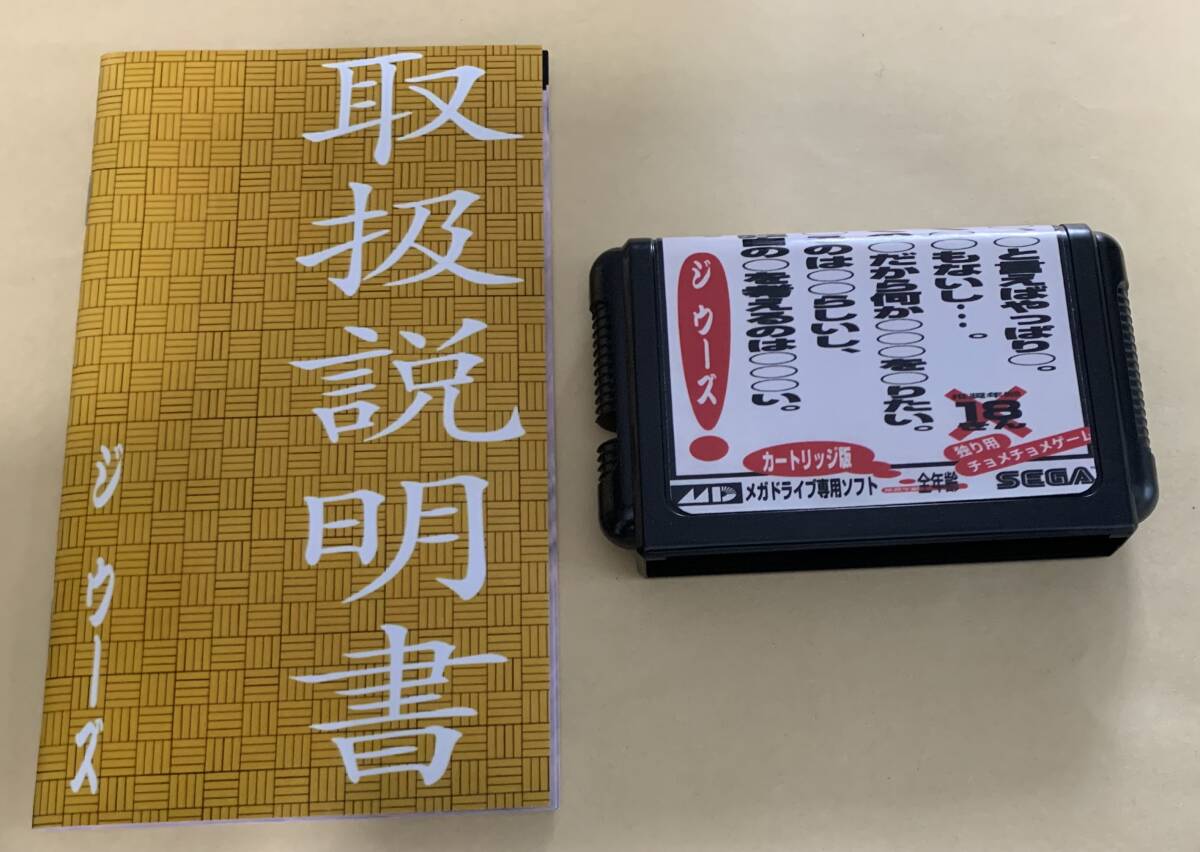 取扱説明書
ジ ウーズ
◯と言えばやっぱり◯。
◯もないし…。
◯だから何か◯◯◯を◯りたい。
のは◯◯らしいし、
の◯を考えるのは◯◯◯い。
ジ ウーズ
18
独り用
チョメチョメゲーム
カートリッジ版
MD メガドライブ専用ソフト
全年齢
SEGA